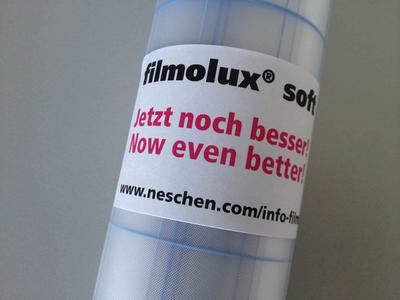 filmolux® soft
Jetzt noch besser!
Now even better!
www.neschen.com/info-film